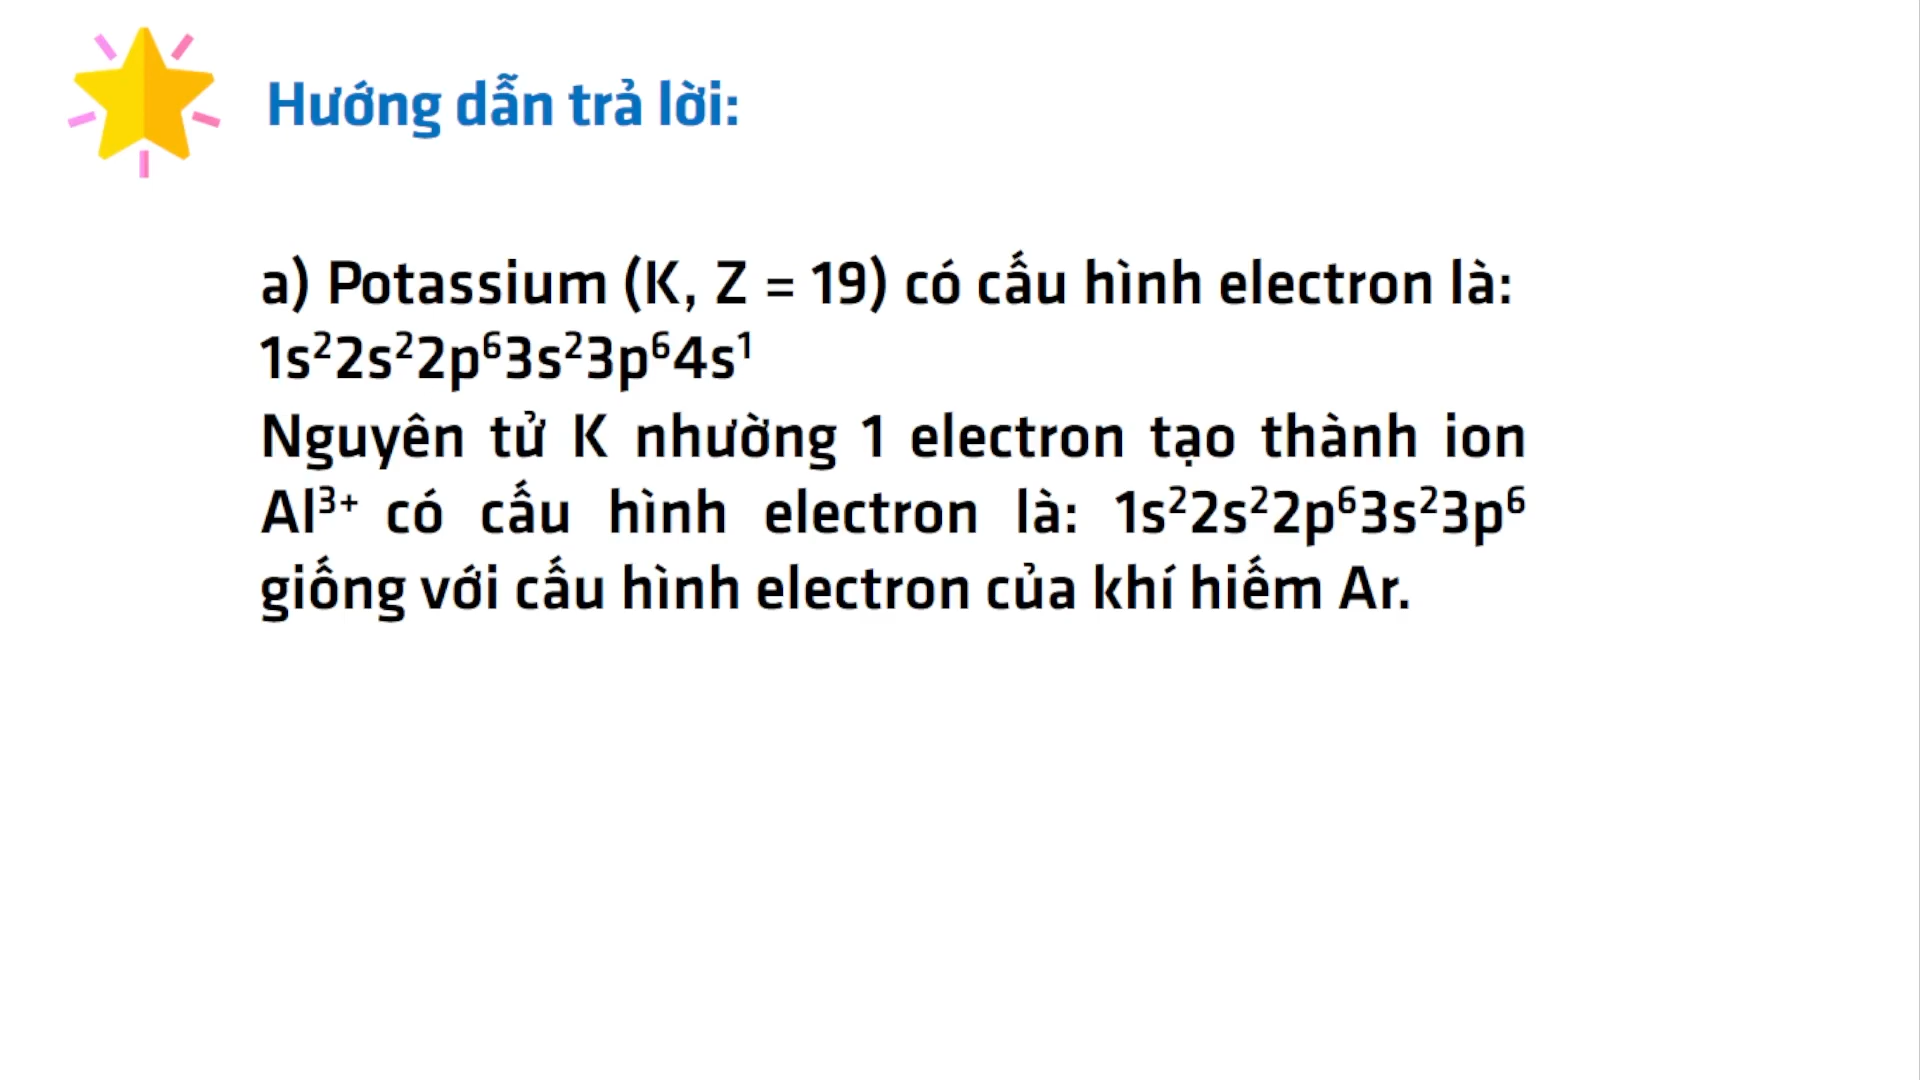 Hướng dẫn trả lời:
a) Potassium (K, Z = 19) có cấu hình electron là:
1s²2s²2p⁶3s²3p⁶4s¹
Nguyên tử K nhường 1 electron tạo thành ion
Al³⁺ có cấu hình electron là: 1s²2s²2p⁶3s²3p⁶
giống với cấu hình electron của khí hiếm Ar.